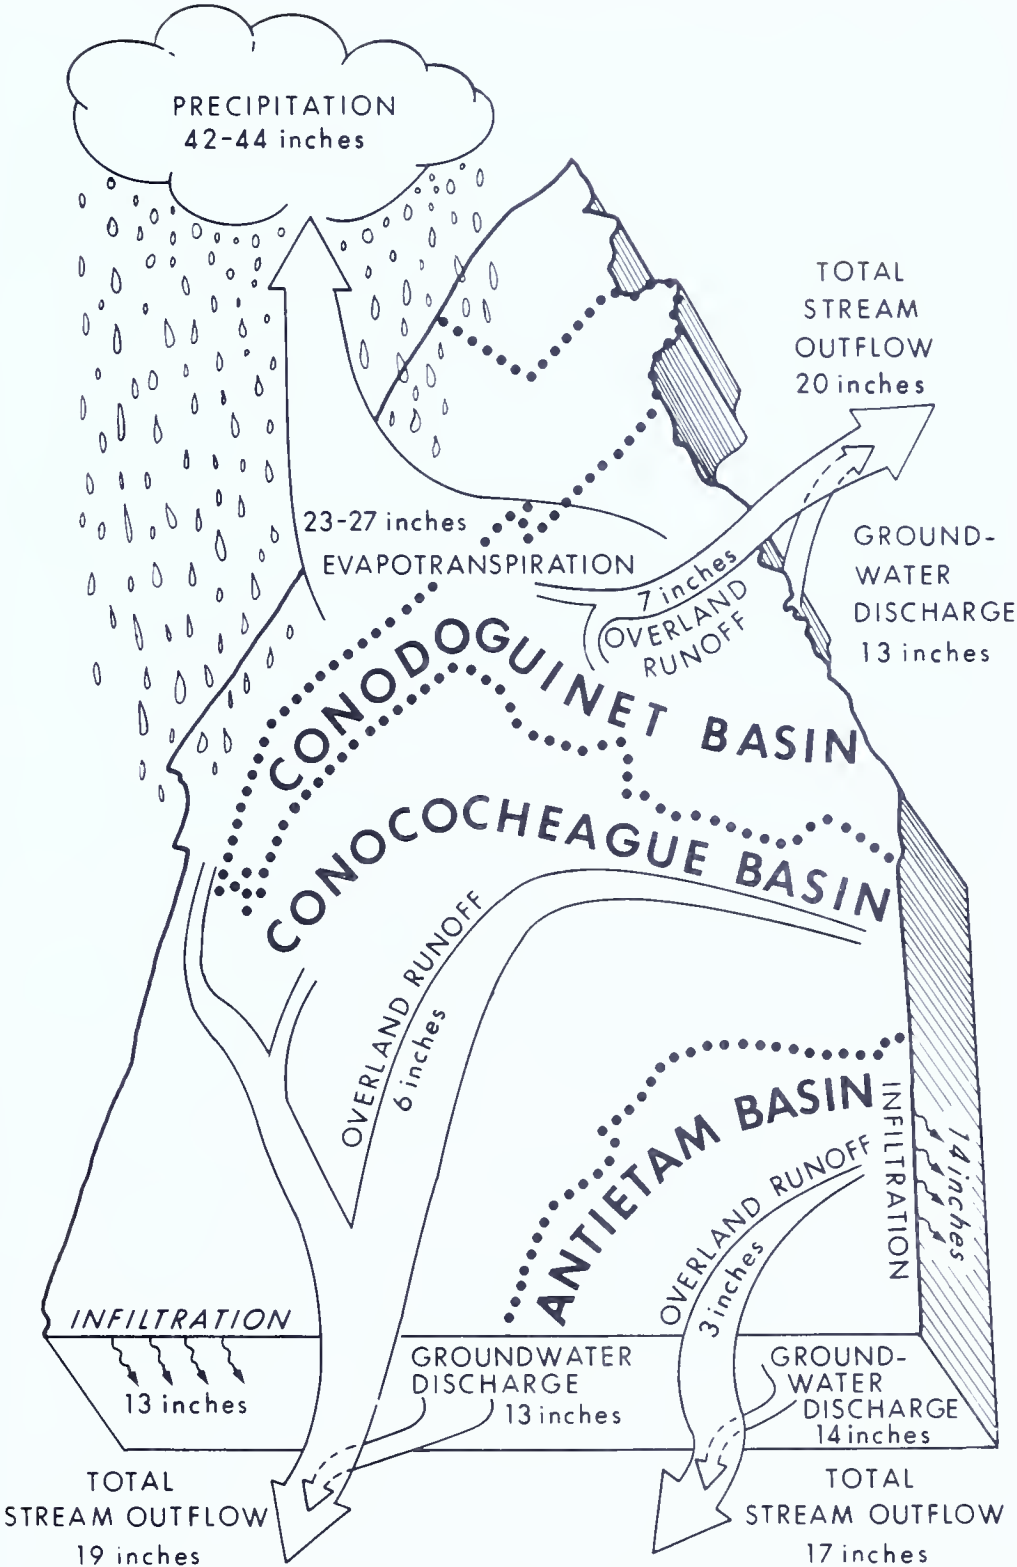 PRECIPITATION
42-44 inches
TOTAL
STREAM
OUTFLOW
20 inches
23-27 inches
EVAPOTRANSPIRATION
7 inches
OVERLAND
RUNOFF
GROUND-
WATER
DISCHARGE
13 inches
CONODOGUINET BASIN
CONOCOCHEAGUE BASIN
OVERLAND RUNOFF
6 inches
ANTIETAM BASIN
INFILTRATION
14 inches
OVERLAND RUNOFF
3 inches
INFILTRATION
13 inches
GROUNDWATER
DISCHARGE
13 inches
GROUND-
WATER
DISCHARGE
14 inches
TOTAL
STREAM OUTFLOW
19 inches
TOTAL
STREAM OUTFLOW
17 inches